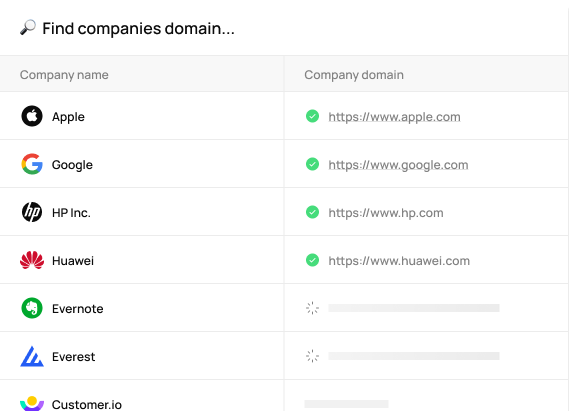 Find companies domain...
Company name Company domain
Apple https://www.apple.com
Google https://www.google.com
hp HP Inc. https://www.hp.com
Huawei https://www.huawei.com
Evernote
Everest
Customer.io